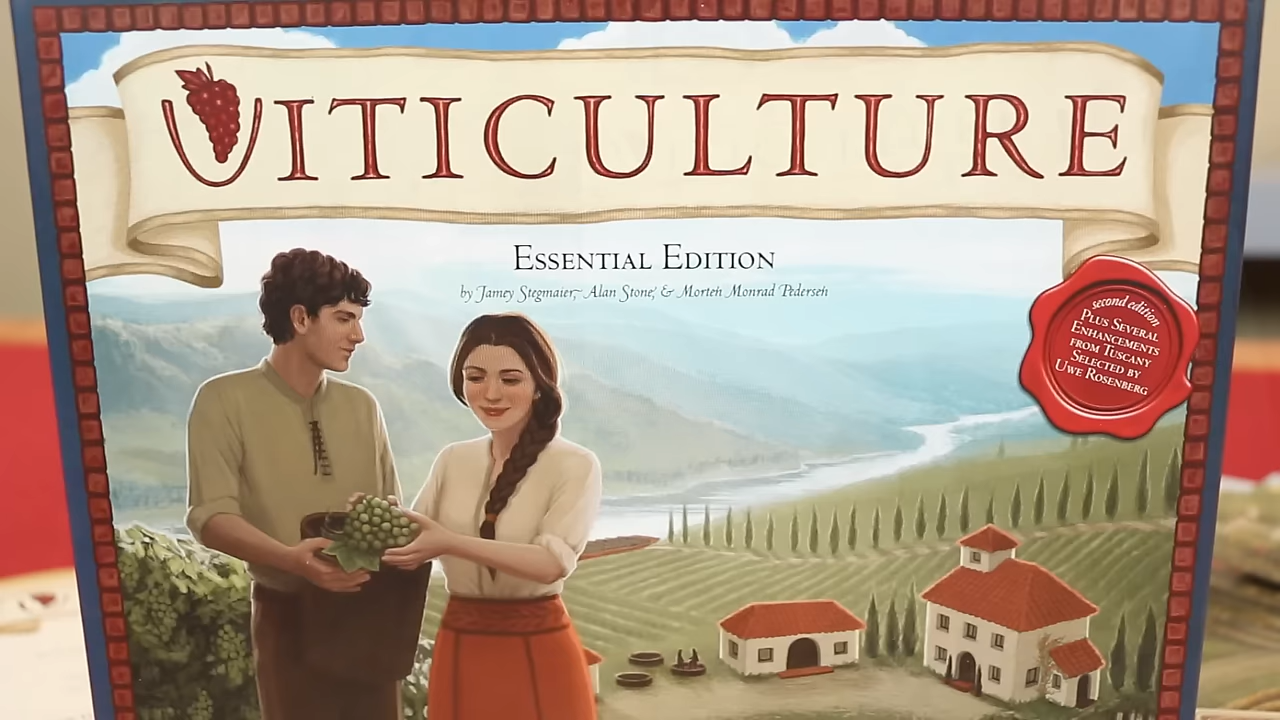 VITICULTURE
ESSENTIAL EDITION
by Jamey Stegmaier, Alan Stone, & Morten Monrad Pedersen
second edition
PLUS SEVERAL
ENHANCEMENTS
FROM TUSCANY
SELECTED BY
UWE ROSENBERG